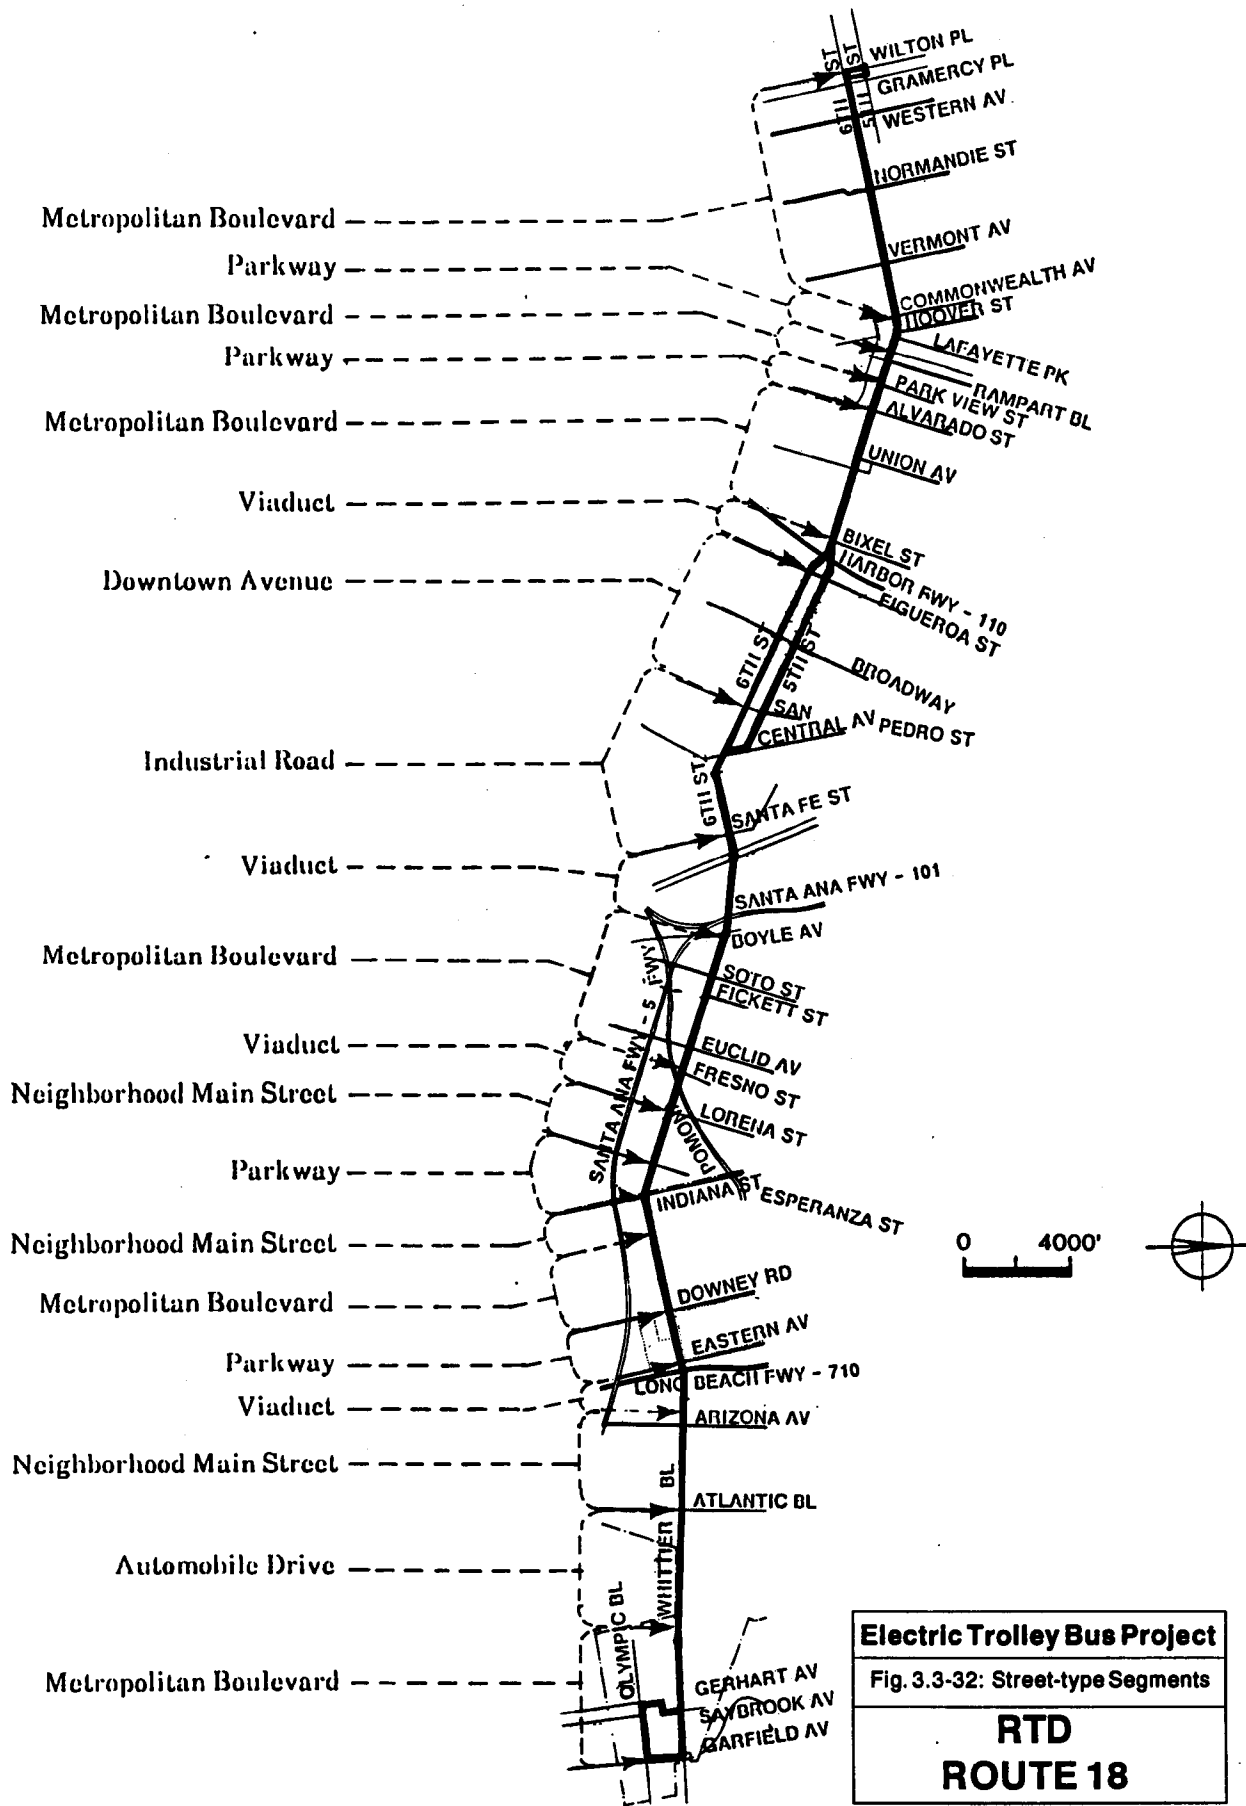 WILTON PL
GRAMERCY PL
WESTERN AV
6TH ST
5TH ST
NORMANDIE ST
Metropolitan Boulevard
VERMONT AV
Parkway
COMMONWEALTH AV
HOOVER ST
Metropolitan Boulevard
LAFAYETTE PK
Parkway
RAMPART BL
PARK VIEW ST
ALVARADO ST
Metropolitan Boulevard
UNION AV
Viaduct
BIXEL ST
HARBOR FWY - 110
FIGUEROA ST
Downtown Avenue
6TH ST
5TH ST
BROADWAY
SAN PEDRO ST
CENTRAL AV
Industrial Road
6TH ST
SANTA FE ST
Viaduct
SANTA ANA FWY - 101
BOYLE AV
Metropolitan Boulevard
SOTO ST
FICKETT ST
SANTA ANA FWY - 5
FWY
EUCLID AV
Viaduct
FRESNO ST
Neighborhood Main Street
LORENA ST
POMON
Parkway
INDIANA ST
ESPERANZA ST
Neighborhood Main Street
0 4000'
Metropolitan Boulevard
DOWNEY RD
EASTERN AV
Parkway
LONG BEACH FWY - 710
Viaduct
ARIZONA AV
Neighborhood Main Street
ATLANTIC BL
WHITTIER BL
Automobile Drive
OLYMPIC BL
Metropolitan Boulevard
GERHART AV
SAYBROOK AV
GARFIELD AV
Electric Trolley Bus Project
Fig. 3.3-32: Street-type Segments
RTD
ROUTE 18